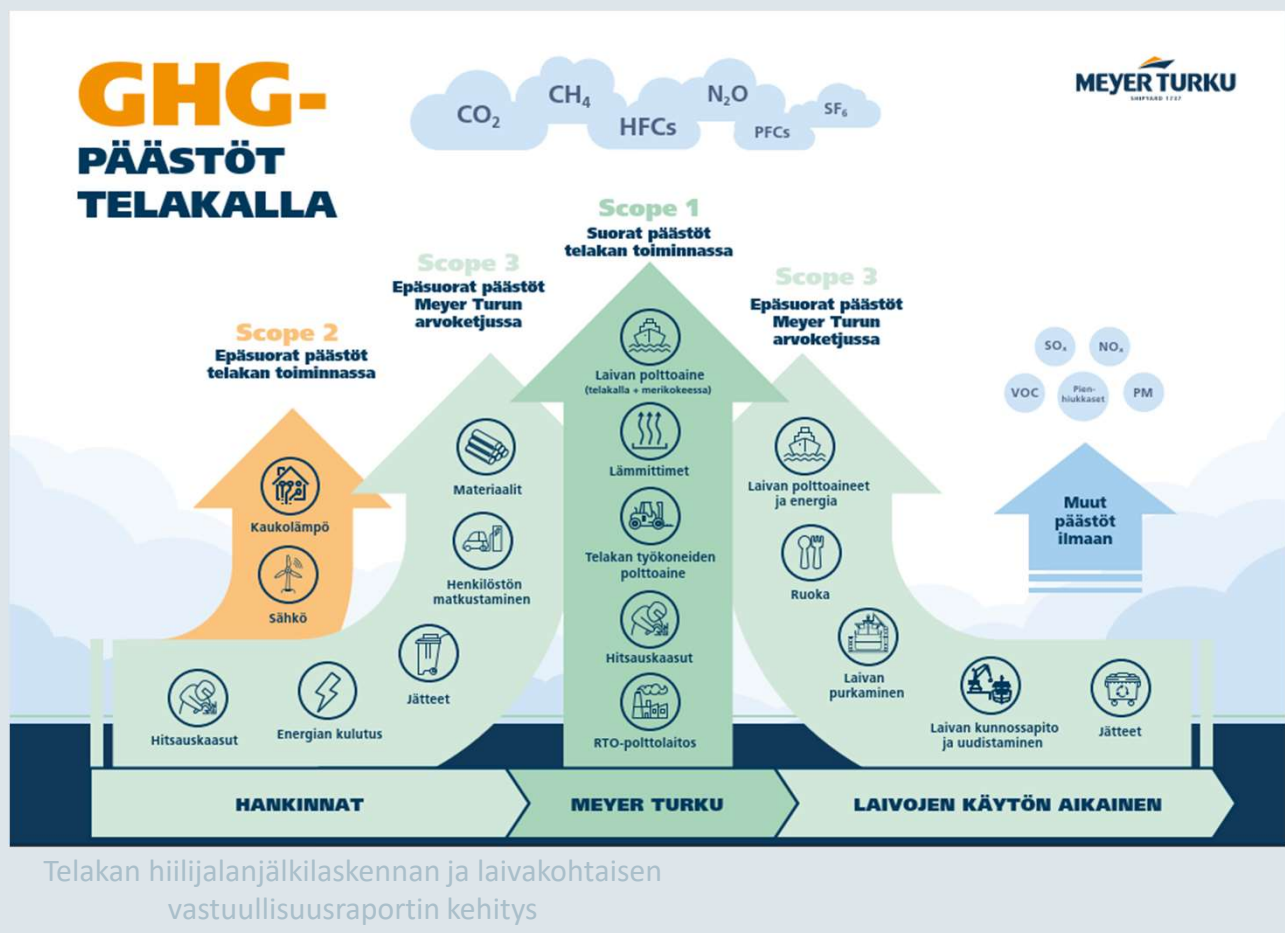 GHG-
PÄÄSTÖT
TELAKALLA
CO₂
CH₄
HFCs
N₂O
PFCs
SF₆
MEYER TURKU
SHIPYARD 1737
Scope 2
Epäsuorat päästöt
telakan toiminnassa
Kaukolämpö
Sähkö
Scope 3
Epäsuorat päästöt
Meyer Turun
arvoketjussa
Materiaalit
Henkilöstön
matkustaminen
Jätteet
Energian kulutus
Hitsauskaasut
Scope 1
Suorat päästöt
telakan toiminnassa
Laivan polttoaine
(telakalla + merikokeessa)
Lämmittimet
Telakan työkoneiden
polttoaine
Hitsauskaasut
RTO-polttolaitos
Scope 3
Epäsuorat päästöt
Meyer Turun
arvoketjussa
Laivan polttoaineet
ja energia
Ruoka
Laivan
purkaminen
Laivan kunnossapito
ja uudistaminen
Jätteet
SOₓ
NOₓ
VOC
Pien-
hiukkaset
PM
Muut
päästöt
ilmaan
HANKINNAT
MEYER TURKU
LAIVOJEN KÄYTÖN AIKAINEN
Telakan hiilijalanjälkilaskennan ja laivakohtaisen
vastuullisuusraportin kehitys